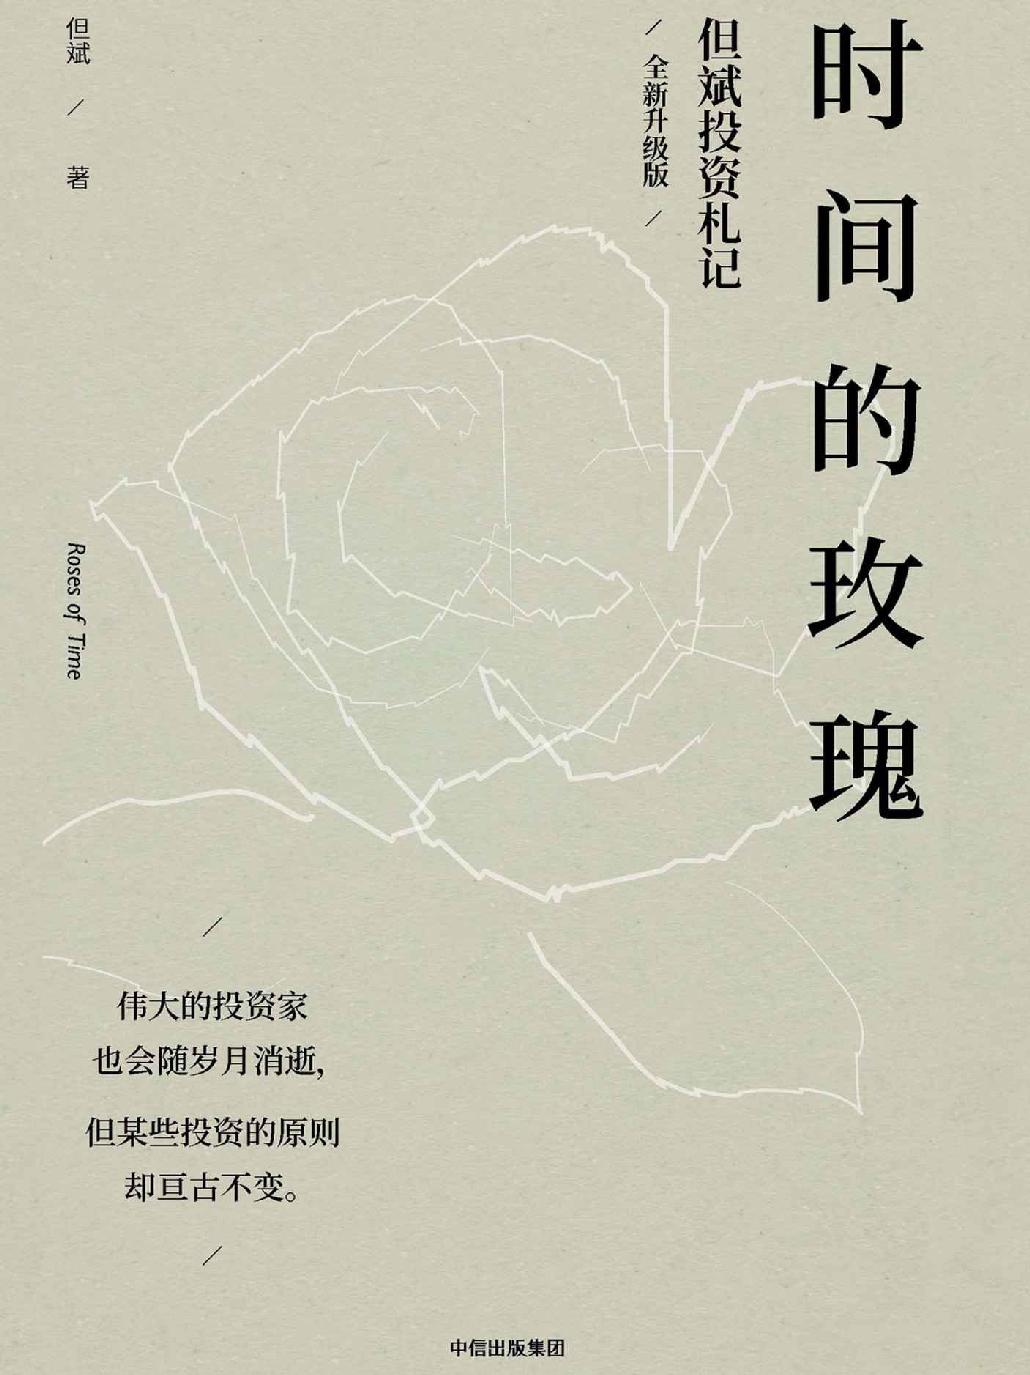 时间的玫瑰
但斌投资札记
／全新升级版／
但斌／著
Roses of Time
／
伟大的投资家
也会随岁月消逝，
但某些投资的原则
却亘古不变。
／
中信出版集团